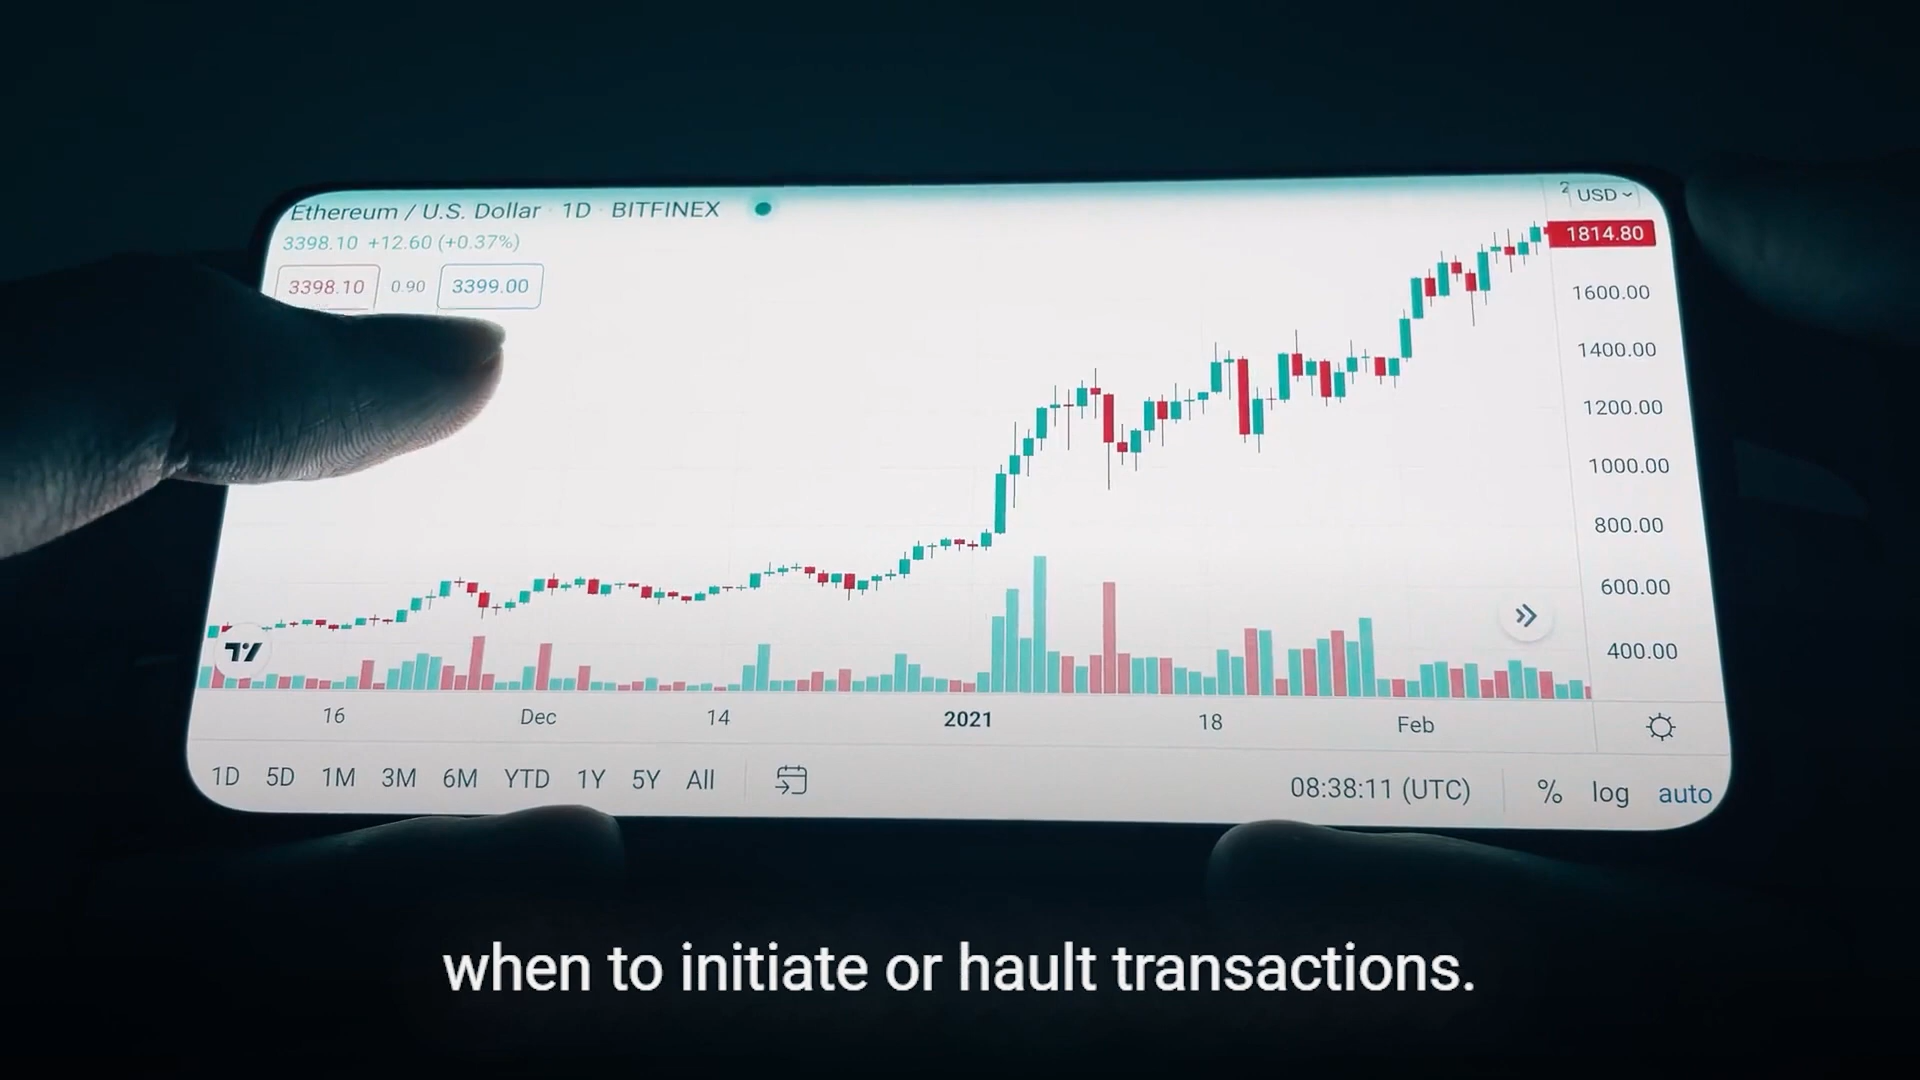 Ethereum / U.S. Dollar · 1D · BITFINEX
USD
3398.10 +12.60 (+0.37%)
3398.10 0.90 3399.00
1814.80
1600.00
1400.00
1200.00
1000.00
800.00
600.00
400.00
16 Dec 14 2021 18 Feb
1D 5D 1M 3M 6M YTD 1Y 5Y All
08:38:11 (UTC) % log auto
when to initiate or hault transactions.